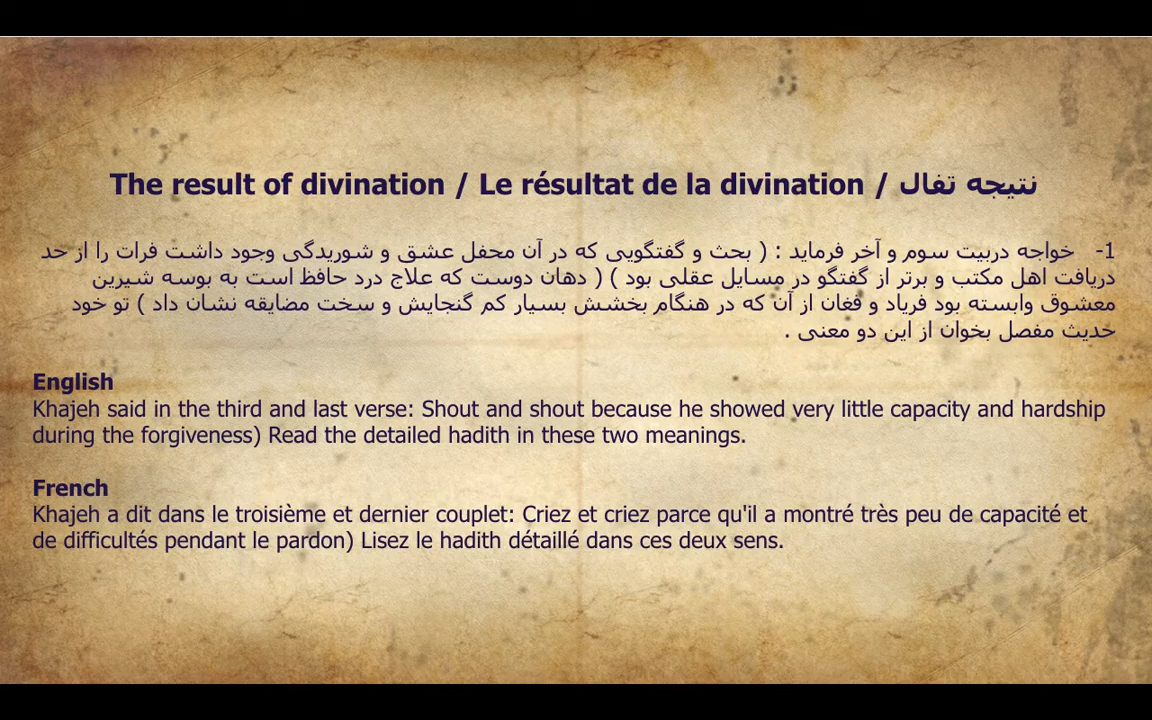 The result of divination / Le résultat de la divination / نتیجه تفال
1- خواجه دربیت سوم و آخر فرماید : ( بحث و گفتگویی که در آن محفل عشق و شوریدگی وجود داشت فرات را از حد
دریافت اهل مکتب و برتر از گفتگو در مسایل عقلی بود ) ( دهان دوست که علاج درد حافظ است به بوسه شیرین
معشوق وابسته بود فریاد و فغان از آن که در هنگام بخشش بسیار کم گنجایش و سخت مضایقه نشان داد ) تو خود
حدیث مفصل بخوان از این دو معنی .
English
Khajeh said in the third and last verse: Shout and shout because he showed very little capacity and hardship
during the forgiveness) Read the detailed hadith in these two meanings.
French
Khajeh a dit dans le troisième et dernier couplet: Criez et criez parce qu'il a montré très peu de capacité et
de difficultés pendant le pardon) Lisez le hadith détaillé dans ces deux sens.